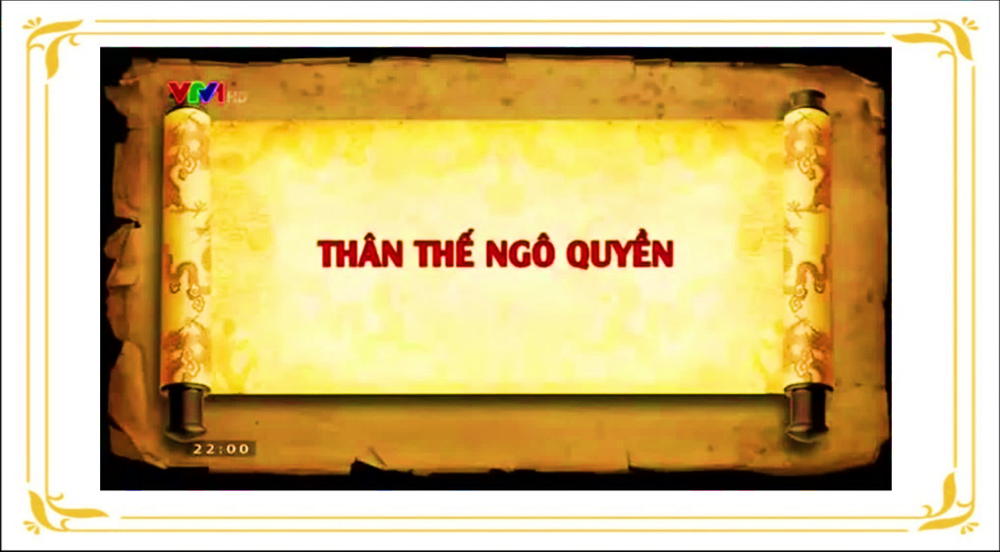 VTV1 HD
THÂN THẾ NGÔ QUYỀN
22:00